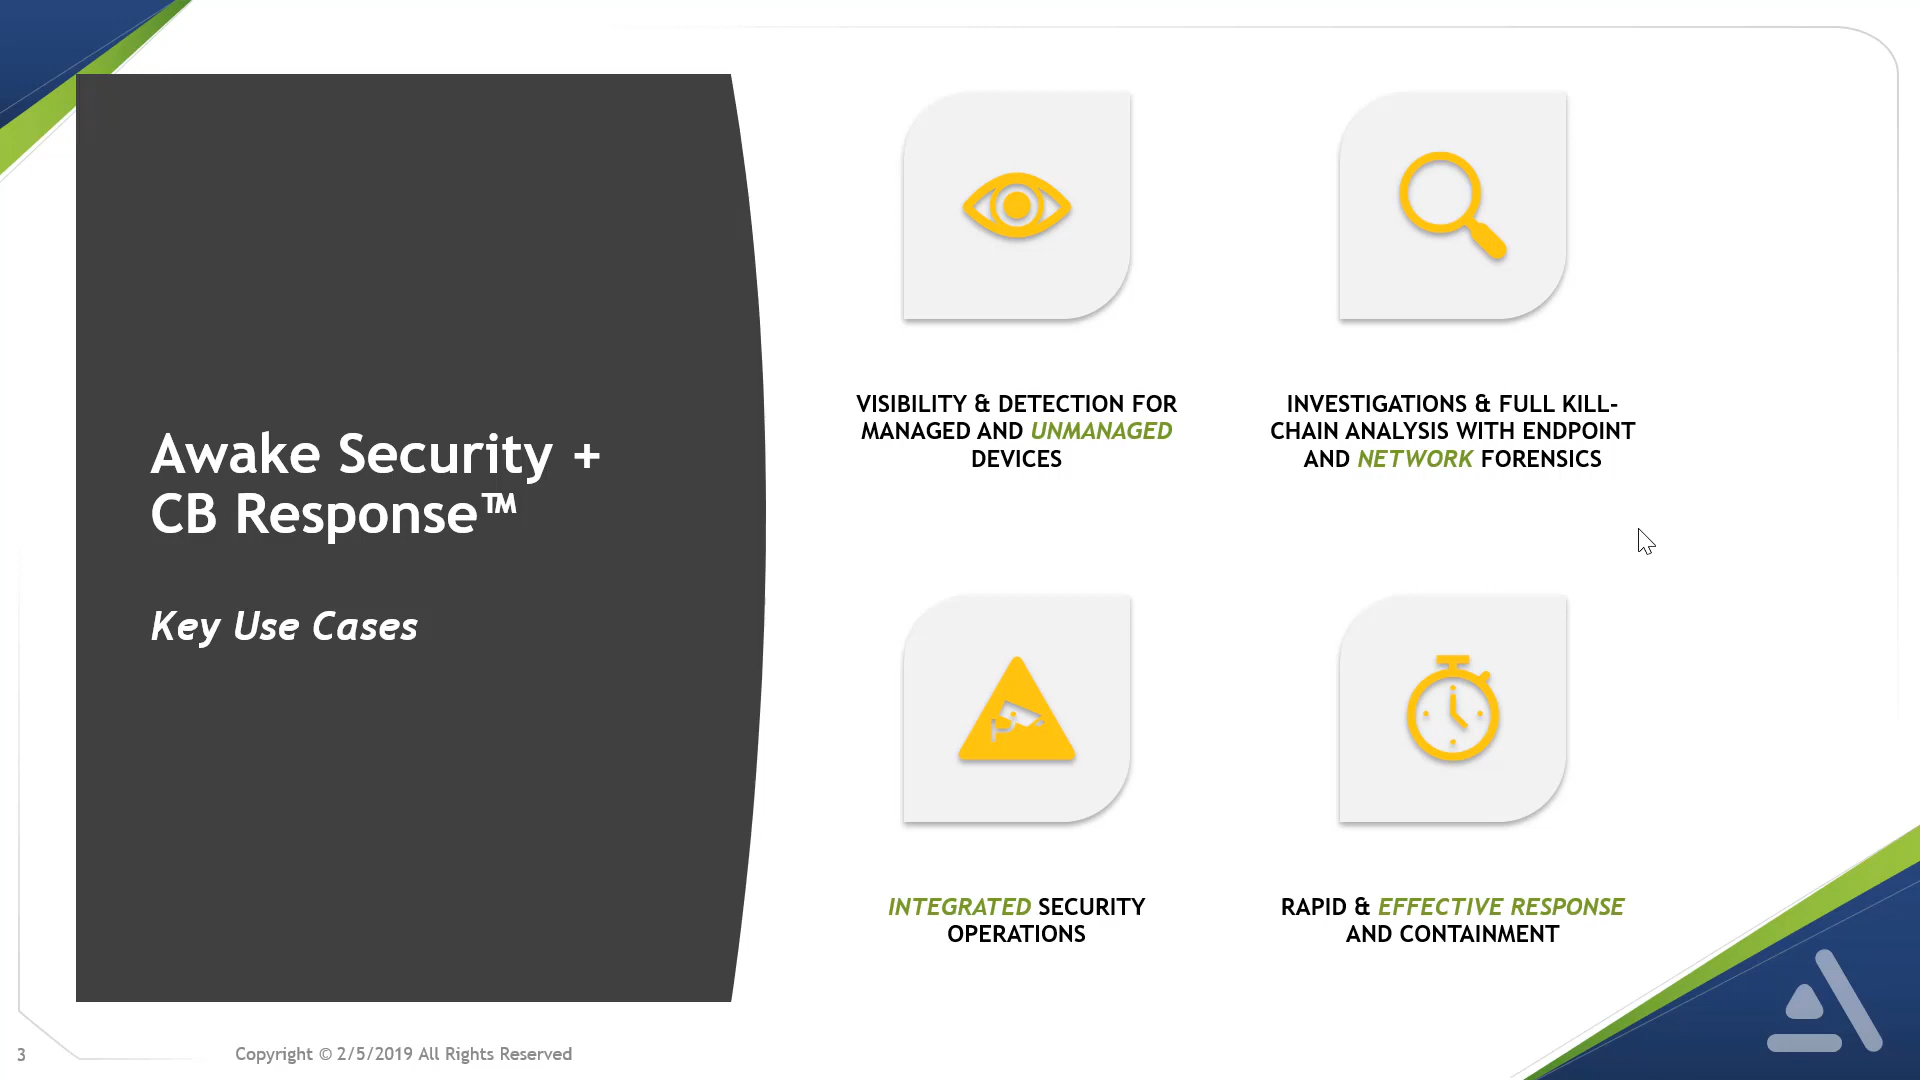 Awake Security +
CB Response™
Key Use Cases
VISIBILITY & DETECTION FOR
MANAGED AND UNMANAGED
DEVICES
INVESTIGATIONS & FULL KILL-
CHAIN ANALYSIS WITH ENDPOINT
AND NETWORK FORENSICS
INTEGRATED SECURITY
OPERATIONS
RAPID & EFFECTIVE RESPONSE
AND CONTAINMENT
3
Copyright © 2/5/2019 All Rights Reserved